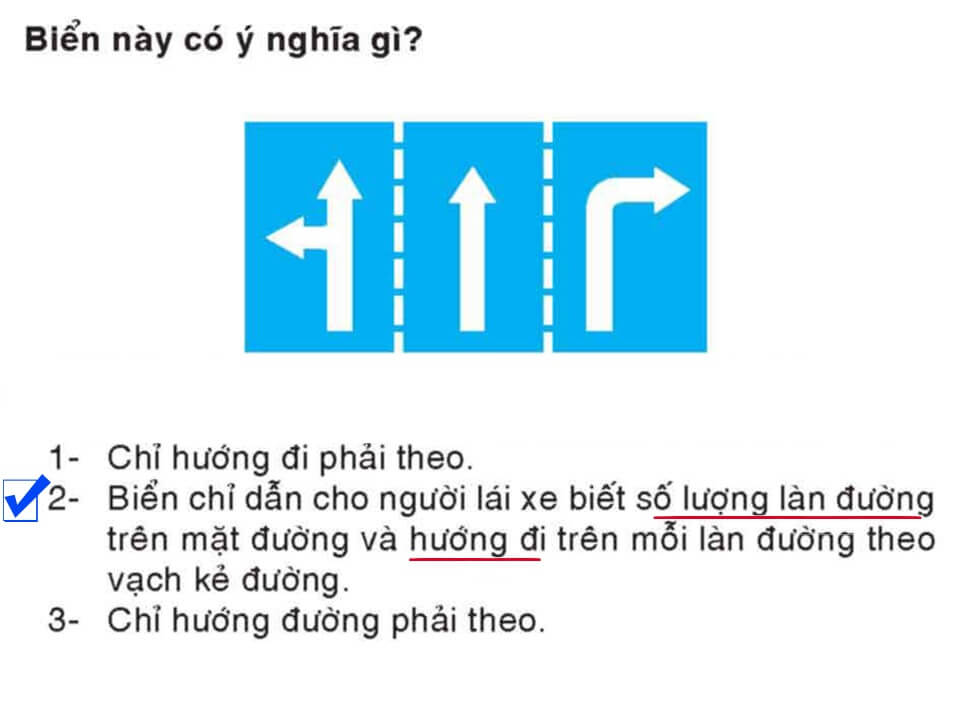 Biển này có ý nghĩa gì?
1- Chỉ hướng đi phải theo.
2- Biển chỉ dẫn cho người lái xe biết số lượng làn đường
trên mặt đường và hướng đi trên mỗi làn đường theo
vạch kẻ đường.
3- Chỉ hướng đường phải theo.